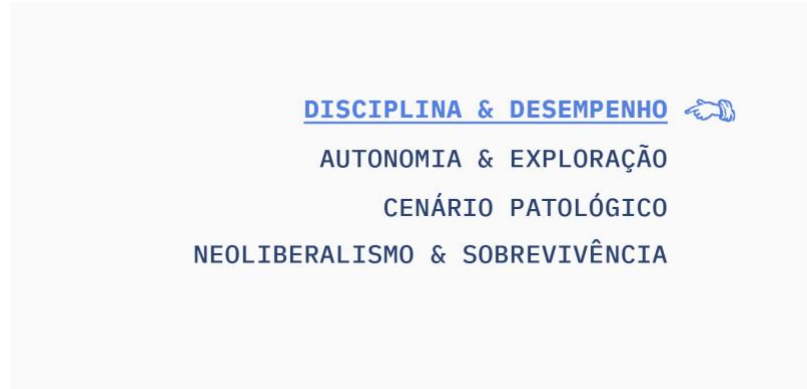 DISCIPLINA & DESEMPENHO
AUTONOMIA & EXPLORAÇÃO
CENÁRIO PATOLÓGICO
NEOLIBERALISMO & SOBREVIVÊNCIA